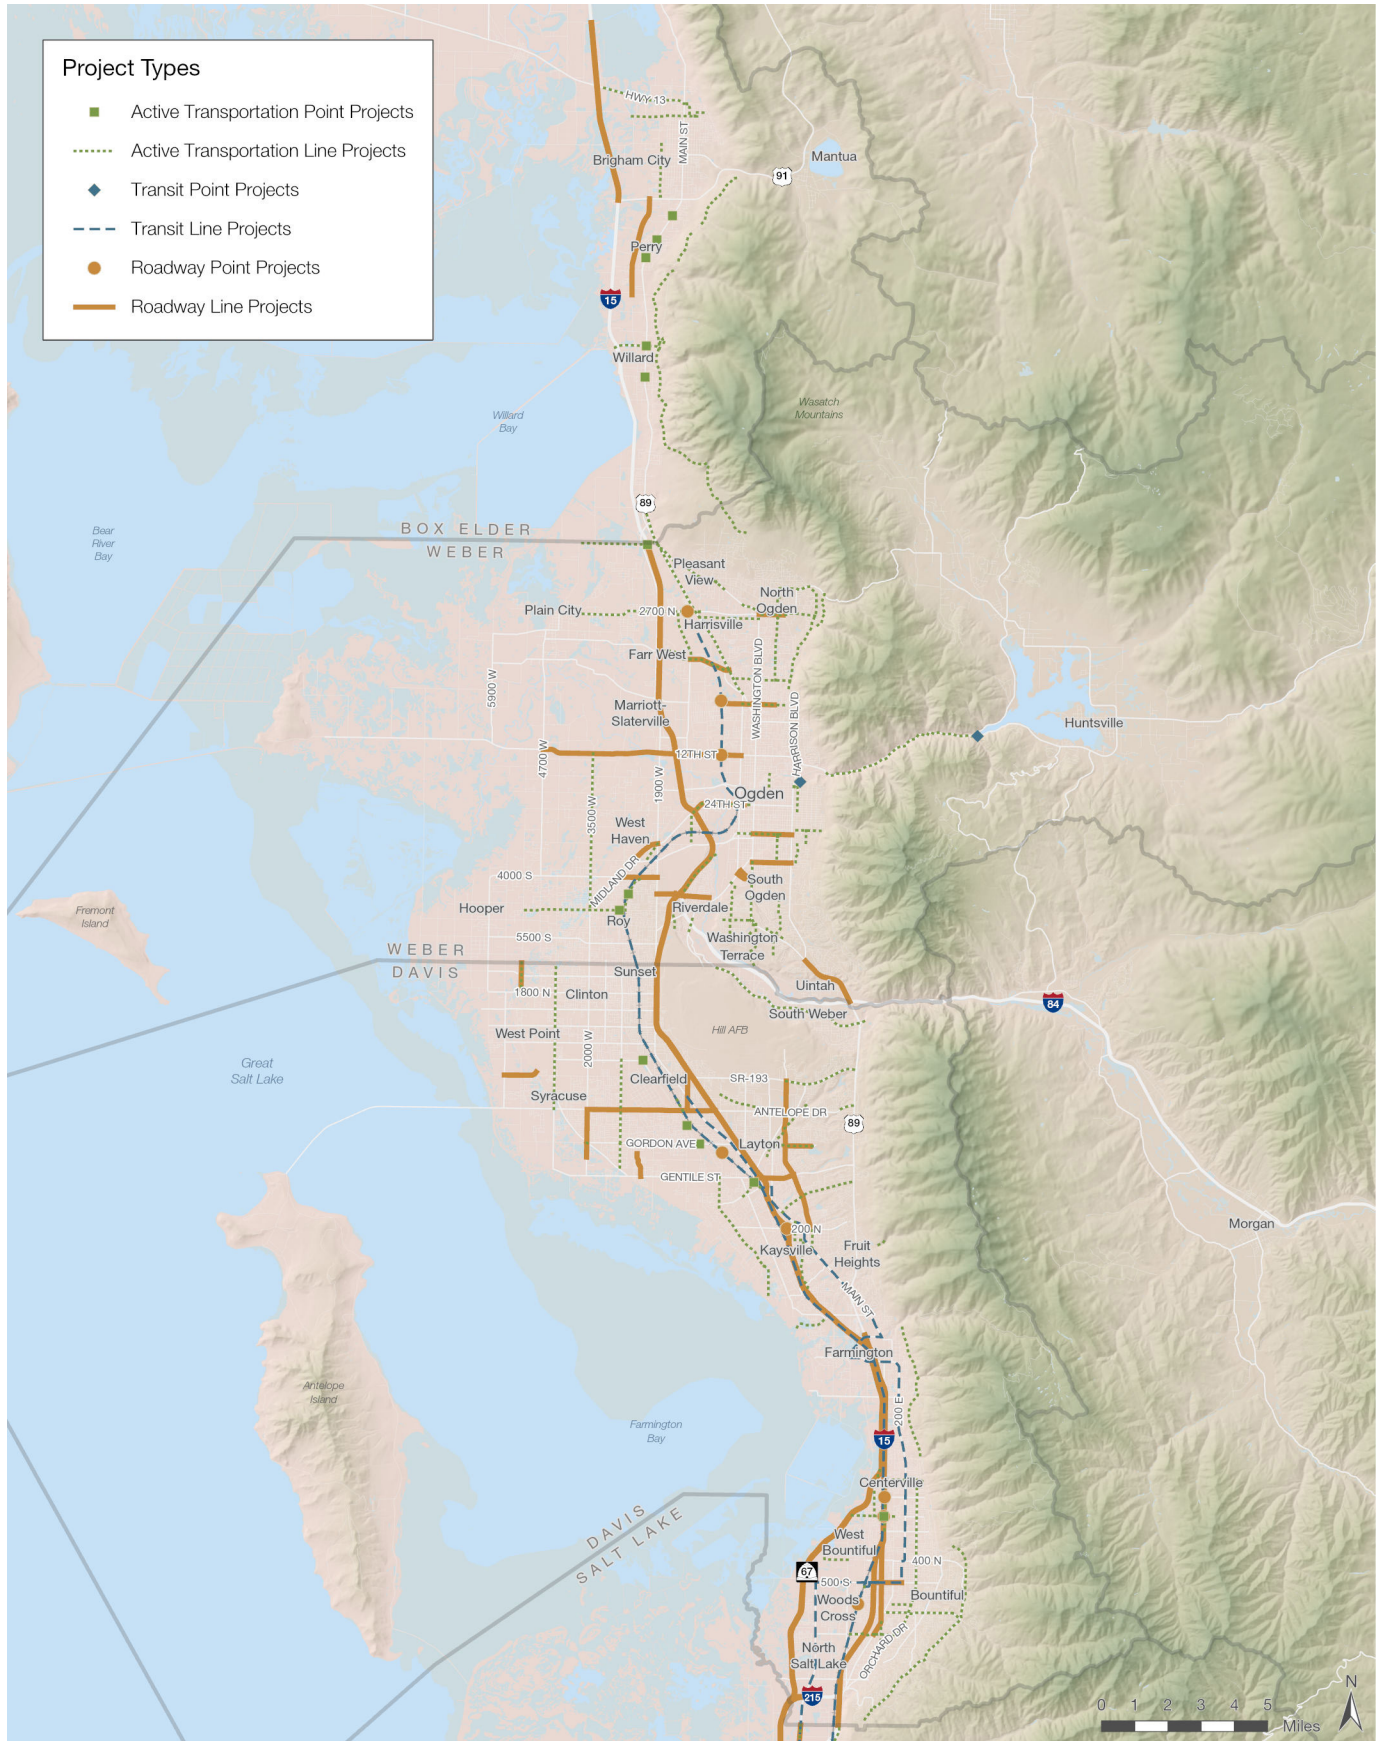 Project Types
Active Transportation Point Projects
Active Transportation Line Projects
Transit Point Projects
Transit Line Projects
Roadway Point Projects
Roadway Line Projects
HWY 13
MAIN ST
Brigham City
Mantua
91
Perry
15
Willard
Wasatch
Mountains
Willard
Bay
89
Bear
River
Bay
BOX ELDER
WEBER
Pleasant
View
North
Ogden
Plain City
2700 N
Harrisville
Farr West
WASHINGTON BLVD
5900 W
HARRISON BLVD
Marriott-
Slaterville
Huntsville
4700 W
12TH ST
1900 W
Ogden
24TH ST
3500 W
West
Haven
MIDLAND DR
4000 S
South
Ogden
Hooper
Riverdale
Fremont
Island
Roy
5500 S
Washington
Terrace
WEBER
DAVIS
Sunset
Uintah
1800 N
Clinton
84
South Weber
Hill AFB
West Point
2000 W
Great
Salt Lake
Clearfield
SR-193
Syracuse
ANTELOPE DR
89
GORDON AVE
Layton
GENTILE ST
Morgan
200 N
Kaysville
Fruit
Heights
MAIN ST
Farmington
Antelope
Island
200 E
Farmington
Bay
15
Centerville
DAVIS
SALT LAKE
West
Bountiful
400 N
67
500 S
Bountiful
Woods
Cross
ORCHARD DR
North
Salt Lake
215
N
0 1 2 3 4 5
Miles